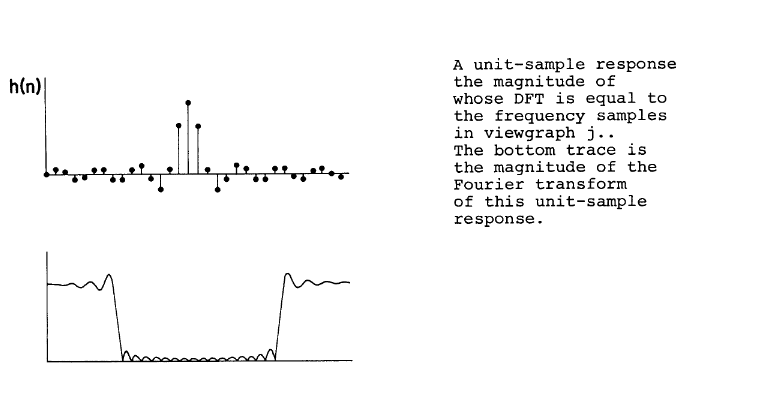 h(n)
A unit-sample response
the magnitude of
whose DFT is equal to
the frequency samples
in viewgraph j..
The bottom trace is
the magnitude of the
Fourier transform
of this unit-sample
response.